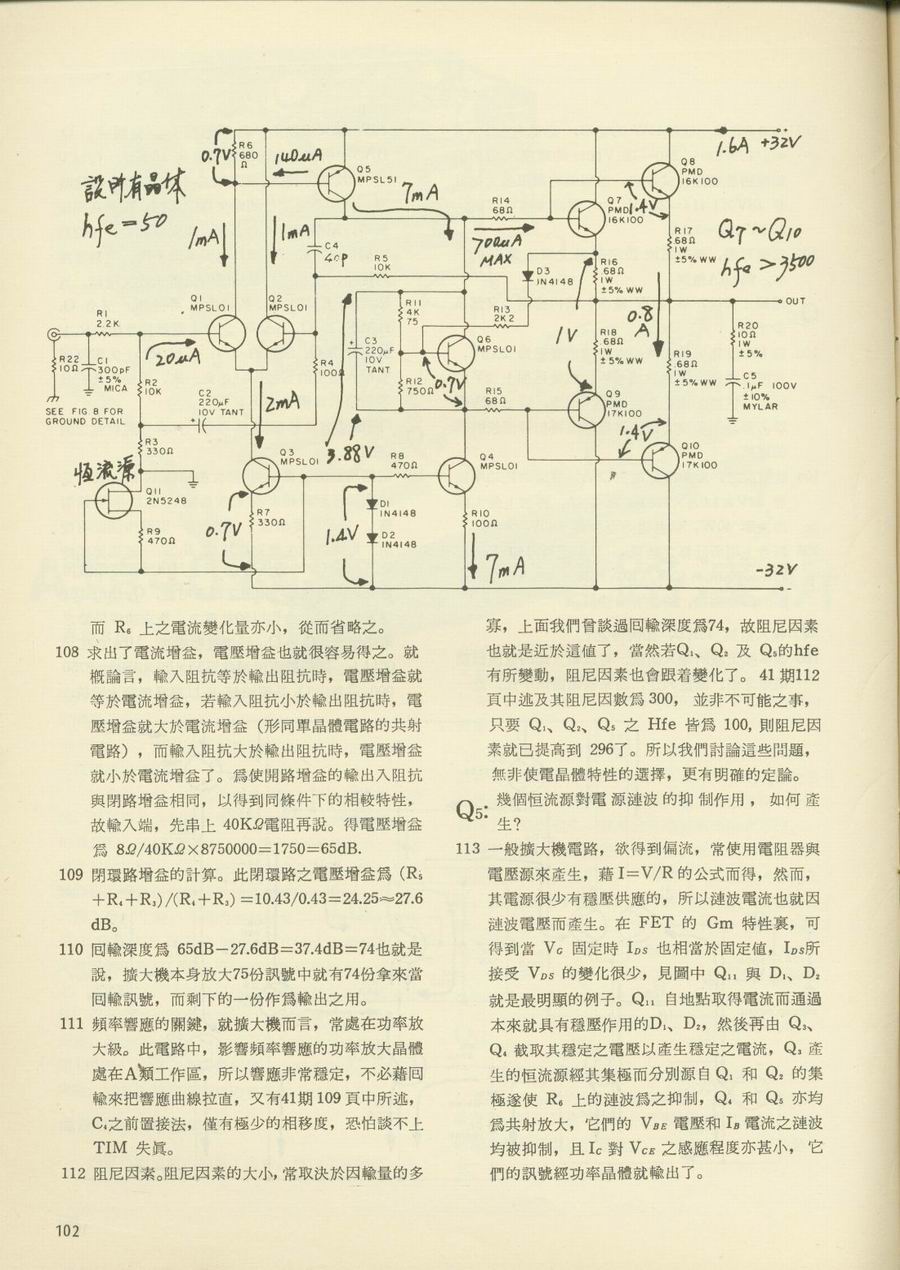 設所有晶体
hfe=50
0.7V
R6
680
Ω
140uA
Q5
MPSL51
7mA
1.6A +32V
Q8
PMD
16K100
1.4V
R14
68Ω
Q7
PMD
16K100
700uA
MAX
R17
.68Ω
1W
±5% WW
Q7~Q10
hfe>3500
1mA
1mA
C4
40P
R5
10K
D3
1N4148
R16
.68Ω
1W
±5% WW
OUT
R1
2.2K
Q1
MPSL01
Q2
MPSL01
R11
4K
75
R13
2K2
0.8
A
R20
10Ω
1W
±5%
R22
10Ω
C1
300pF
±5%
MICA
20uA
R2
10K
C3
220µF
10V
TANT
R4
100Ω
Q6
MPSL01
1V
R18
.68Ω
1W
±5% WW
R19
.68Ω
1W
±5% WW
C5
.1µF 100V
±10%
MYLAR
SEE FIG 8 FOR
GROUND DETAIL
C2
220µF
10V TANT
2mA
R12
750Ω
0.7V
R15
68Ω
Q9
PMD
17K100
1.4V
R3
330Ω
3.88V
Q10
PMD
17K100
恆流源
Q3
MPSL01
R8
470Ω
Q4
MPSL01
Q11
2N5248
R9
470Ω
0.7V
R7
330Ω
1.4V
D1
1N4148
D2
1N4148
R10
100Ω
7mA
-32V
而 R₆ 上之電流變化量亦小，從而省略之。
108 求出了電流增益，電壓增益也就很容易得之。就
槪論言，輸入阻抗等於輸出阻抗時，電壓增益就
等於電流增益，若輸入阻抗小於輸出阻抗時，電
壓增益就大於電流增益（形同單晶體電路的共射
電路），而輸入阻抗大於輸出阻抗時，電壓增益
就小於電流增益了。爲使開路增益的輸出入阻抗
與閉路增益相同，以得到同條件下的相較特性，
故輸入端，先串上 40KΩ電阻再說。得電壓增益
爲 8Ω/40KΩ×8750000=1750=65dB.
109 閉環路增益的計算。此閉環路之電壓增益爲（R₅
+R₄+R₃)/(R₄+R₃）=10.43/0.43=24.25≈27.6
dB。
110 囘輸深度爲 65dB−27.6dB=37.4dB=74也就是
說，擴大機本身放大75份訊號中就有74份拿來當
囘輸訊號，而剩下的一份作爲輸出之用。
111 頻率響應的關鍵，就擴大機而言，常處在功率放
大級。此電路中，影響頻率響應的功率放大晶體
處在A類工作區，所以響應非常穩定，不必藉囘
輸來把響應曲線拉直，又有41期 109 頁中所述，
C₄之前置接法，僅有極少的相移度，恐怕談不上
TIM 失眞。
112 阻尼因素。阻尼因素的大小，常取決於因輸量的多
寡，上面我們曾談過囘輸深度爲74，故阻尼因素
也就是近於這値了，當然若Q₁、Q₂ 及 Q₅的hfe
有所變動，阻尼因素也會跟着變化了。 41 期112
頁中述及其阻尼因數爲 300， 並非不可能之事，
只要 Q₁、Q₂、Q₅ 之 Hfe 皆爲 100, 則阻尼因
素就已提高到 296了。所以我們討論這些問題，
無非使電晶體特性的選擇，更有明確的定論。
Q5: 幾個恒流源對電 源漣波 的抑 制作用 ， 如何 產
生?
113 一般擴大機電路，欲得到偏流，常使用電阻器與
電壓源來產生，藉 I=V/R 的公式而得，然而，
其電源很少有穩壓供應的，所以漣波電流也就因
漣波電壓而產生。在 FET 的 Gm 特性裏，可
得到當 VG 固定時 IDS 也相當於固定値，IDS所
接受 VDS 的變化很少，見圖中 Q₁₁ 與 D₁、D₂
就是最明顯的例子。Q₁₁ 自地點取得電流而通過
本來就具有穩壓作用的D₁、D₂，然後再由 Q₃、
Q₄ 截取其穩定之電壓以產生穩定之電流，Q₃ 產
生的恒流源經其集極而分別源自 Q₁ 和 Q₂ 的集
極遂使 R₆ 上的漣波爲之抑制，Q₄ 和 Q₅ 亦均
爲共射放大，它們的 VBE 電壓和 IB 電流之漣波
均被抑制，且 IC 對 VCE 之感應程度亦甚小， 它
們的訊號經功率晶體就輸出了。
102